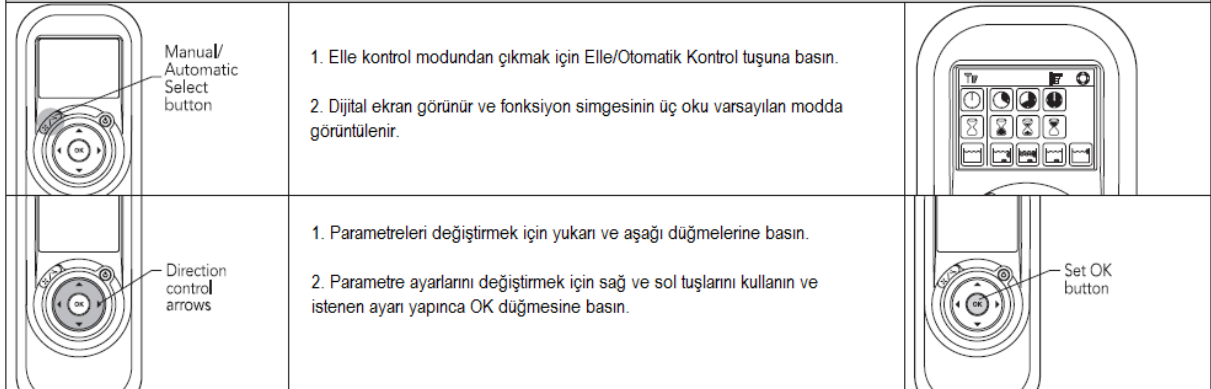 Manual/
Automatic
Select
button
1. Elle kontrol modundan çıkmak için Elle/Otomatik Kontrol tuşuna basın.
2. Dijital ekran görünür ve fonksiyon simgesinin üç oku varsayılan modda
görüntülenir.
OK
Direction
control
arrows
OK
1. Parametreleri değiştirmek için yukarı ve aşağı düğmelerine basın.
2. Parametre ayarlarını değiştirmek için sağ ve sol tuşlarını kullanın ve
istenen ayarı yapınca OK düğmesine basın.
Set OK
button
OK